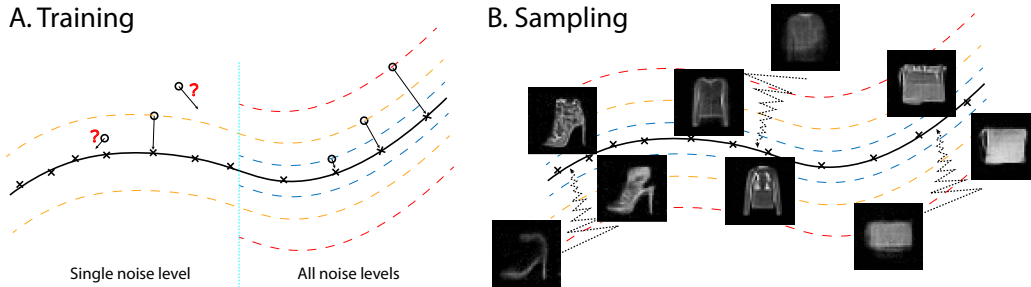 A. Training
?
?
Single noise level
All noise levels
B. Sampling